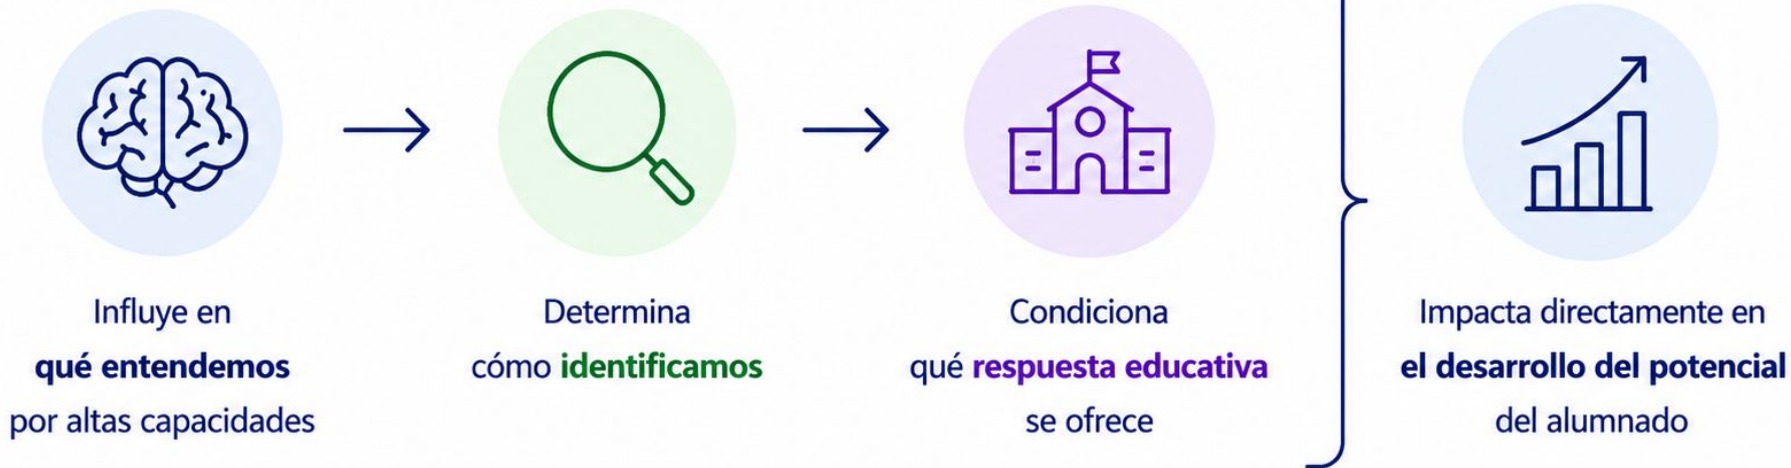 Influye en
qué entendemos
por altas capacidades
Determina
cómo identificamos
Condiciona
qué respuesta educativa
se ofrece
Impacta directamente en
el desarrollo del potencial
del alumnado